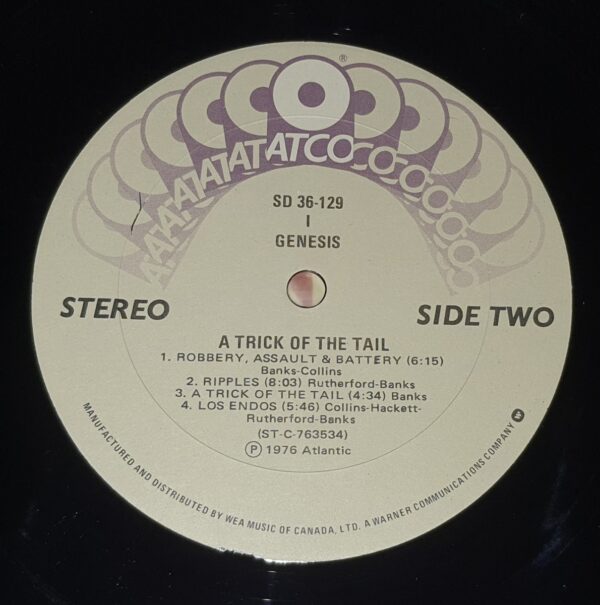 ®
ATATATATATCOCOCOCOCO
SD 36-129
I
GENESIS
STEREO
SIDE TWO
A TRICK OF THE TAIL
1. ROBBERY, ASSAULT & BATTERY (6:15)
Banks-Collins
2. RIPPLES (8:03) Rutherford-Banks
3. A TRICK OF THE TAIL (4:34) Banks
4. LOS ENDOS (5:46) Collins-Hackett-
Rutherford-Banks
(ST-C-763534)
Ⓟ 1976 Atlantic
MANUFACTURED AND DISTRIBUTED BY WEA MUSIC OF CANADA, LTD. A WARNER COMMUNICATIONS COMPANY